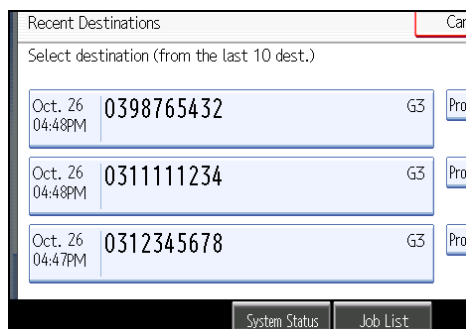 Recent Destinations Can
Select destination (from the last 10 dest.)
Oct. 26 0398765432 G3 Pro
04:48PM
Oct. 26 0311111234 G3 Pro
04:48PM
Oct. 26 0312345678 G3 Pro
04:47PM
System Status Job List